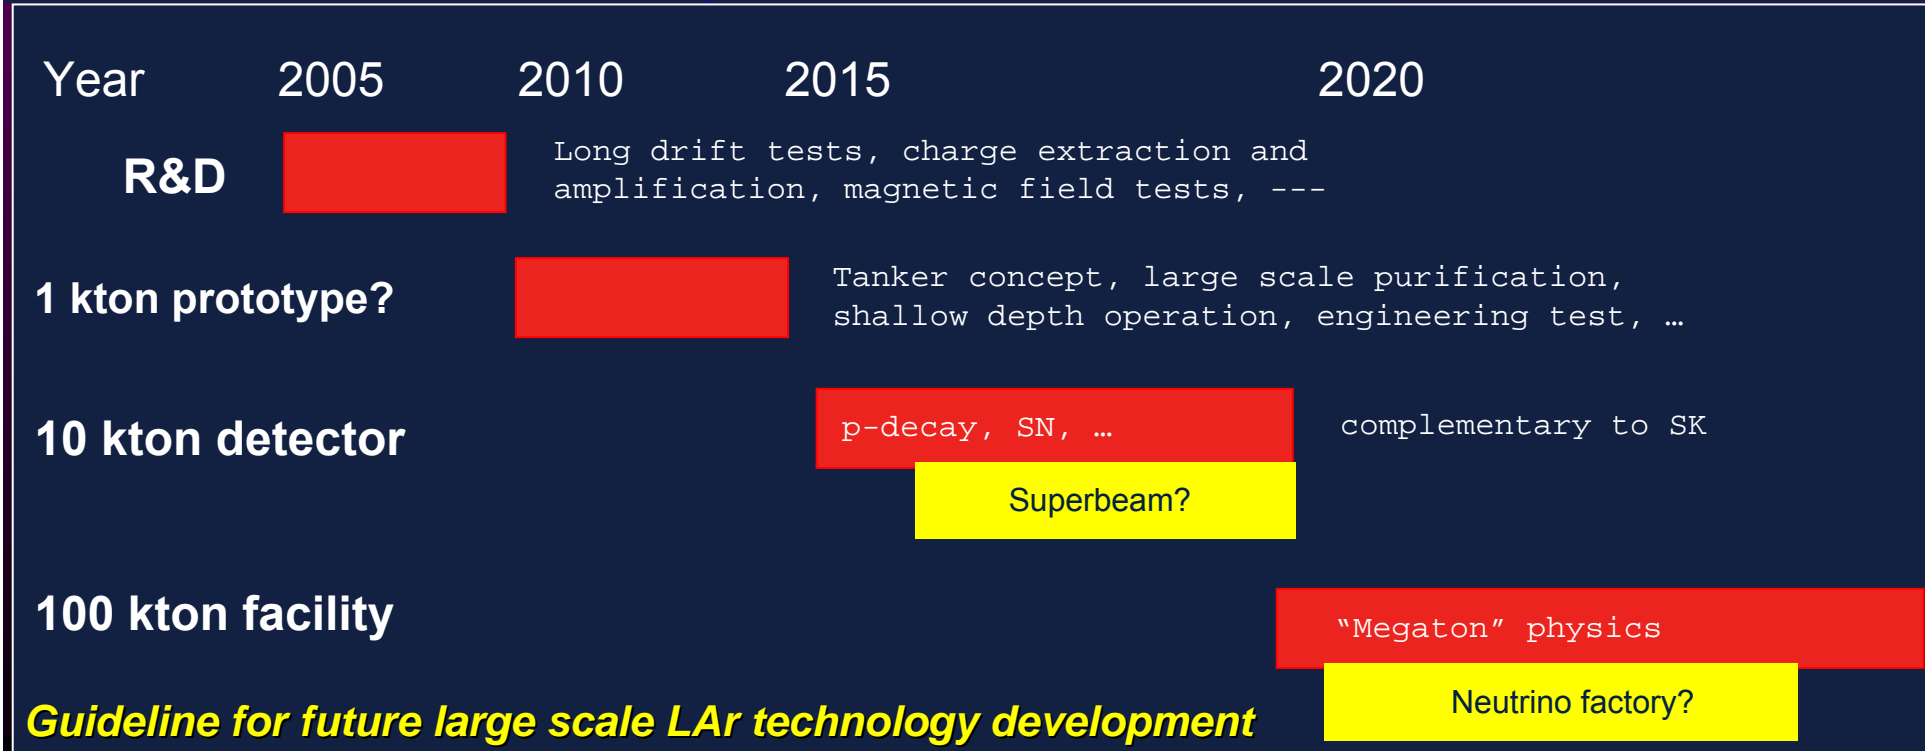 Year 2005 2010 2015 2020
R&D
Long drift tests, charge extraction and
amplification, magnetic field tests, ---
1 kton prototype?
Tanker concept, large scale purification,
shallow depth operation, engineering test, …
10 kton detector
p-decay, SN, …
complementary to SK
Superbeam?
100 kton facility
“Megaton” physics
Neutrino factory?
Guideline for future large scale LAr technology development